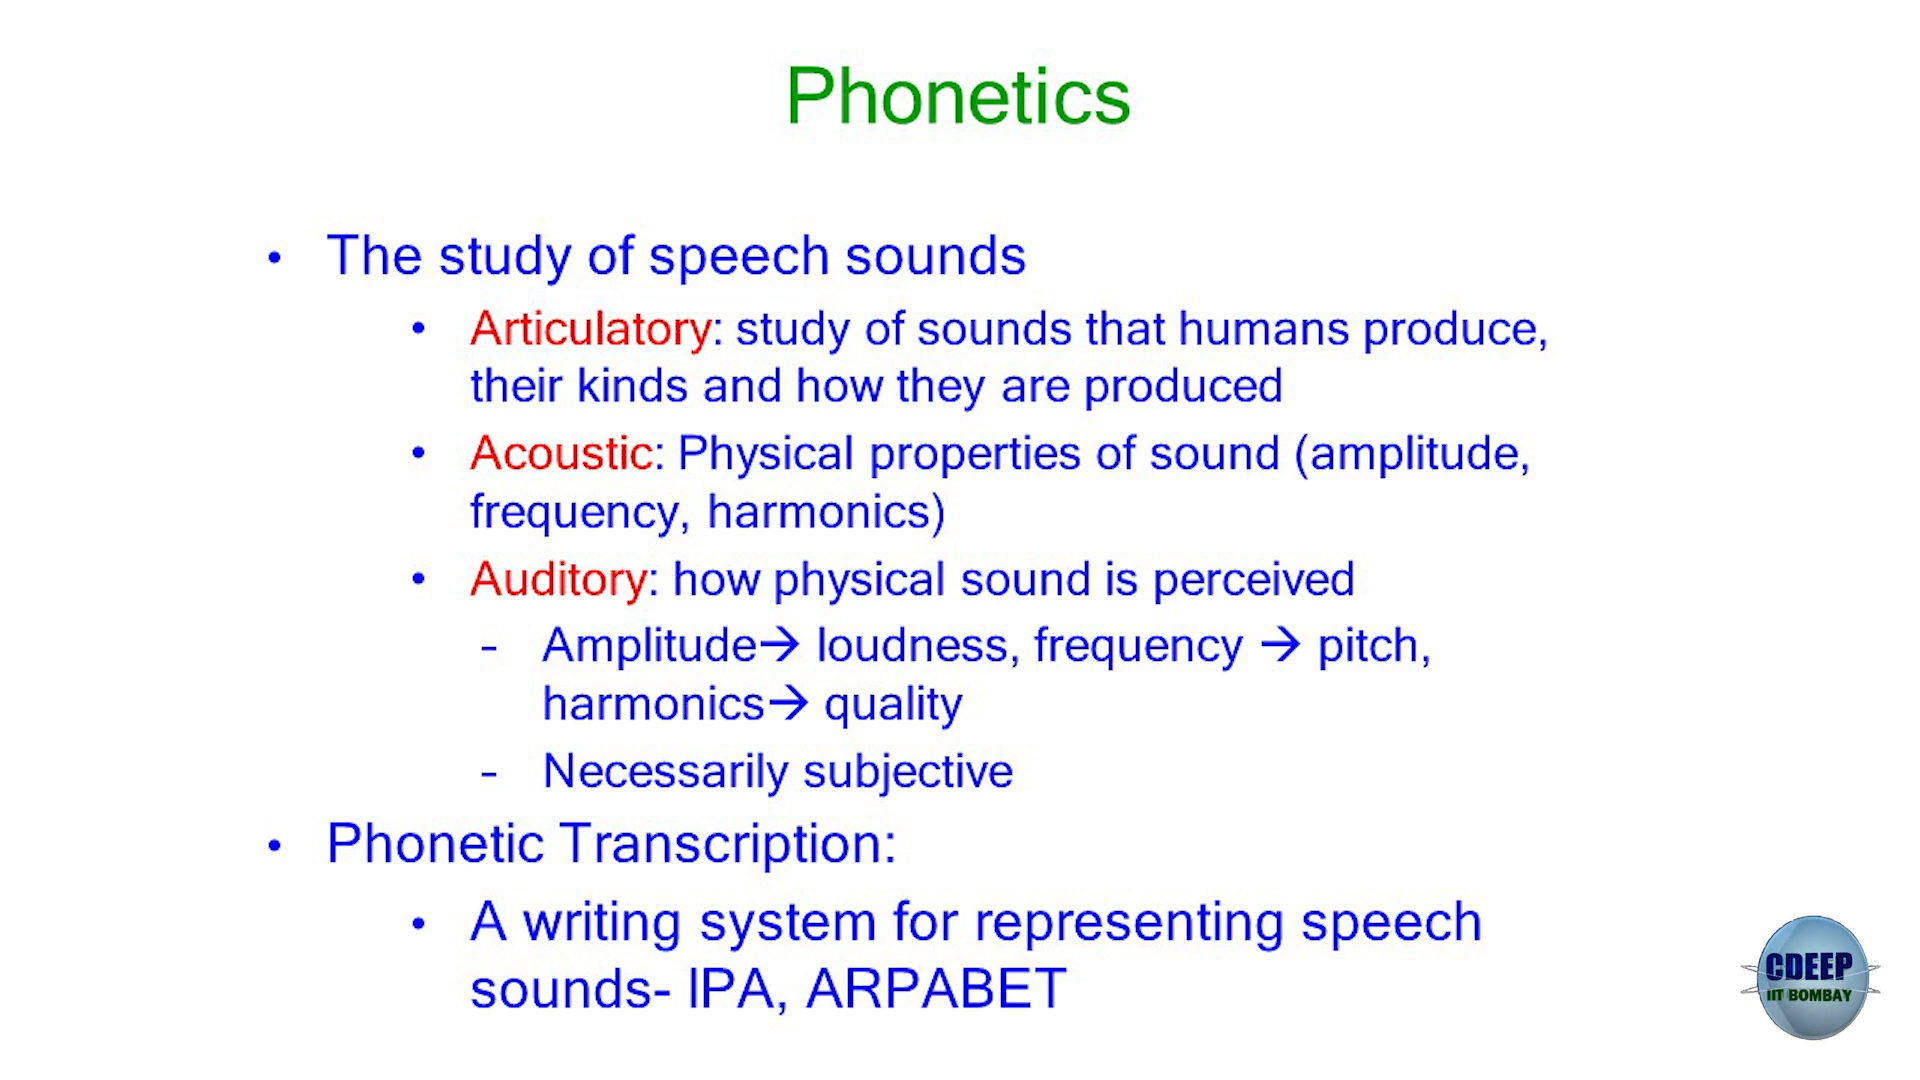 Phonetics
• The study of speech sounds
• Articulatory: study of sounds that humans produce,
their kinds and how they are produced
• Acoustic: Physical properties of sound (amplitude,
frequency, harmonics)
• Auditory: how physical sound is perceived
- Amplitude→ loudness, frequency → pitch,
harmonics→ quality
- Necessarily subjective
• Phonetic Transcription:
• A writing system for representing speech
sounds- IPA, ARPABET
CDEEP
IIT BOMBAY